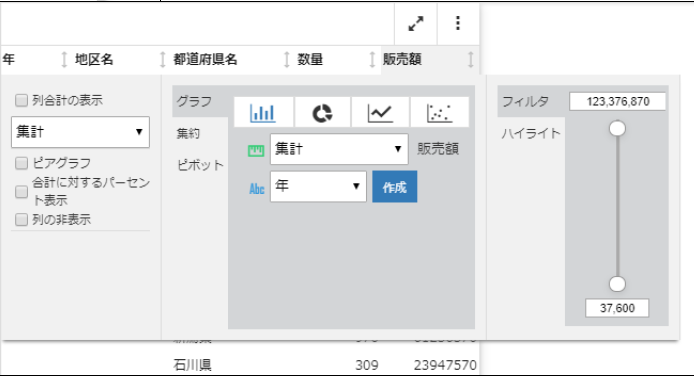 年 地区名 都道府県名 数量 販売額
列合計の表示
集計
ピアグラフ
合計に対するパーセン
ト表示
列の非表示
グラフ
集約
ピボット
集計 販売額
Abc 年 作成
フィルタ
ハイライト
123,376,870
37,600
石川県 309 23947570